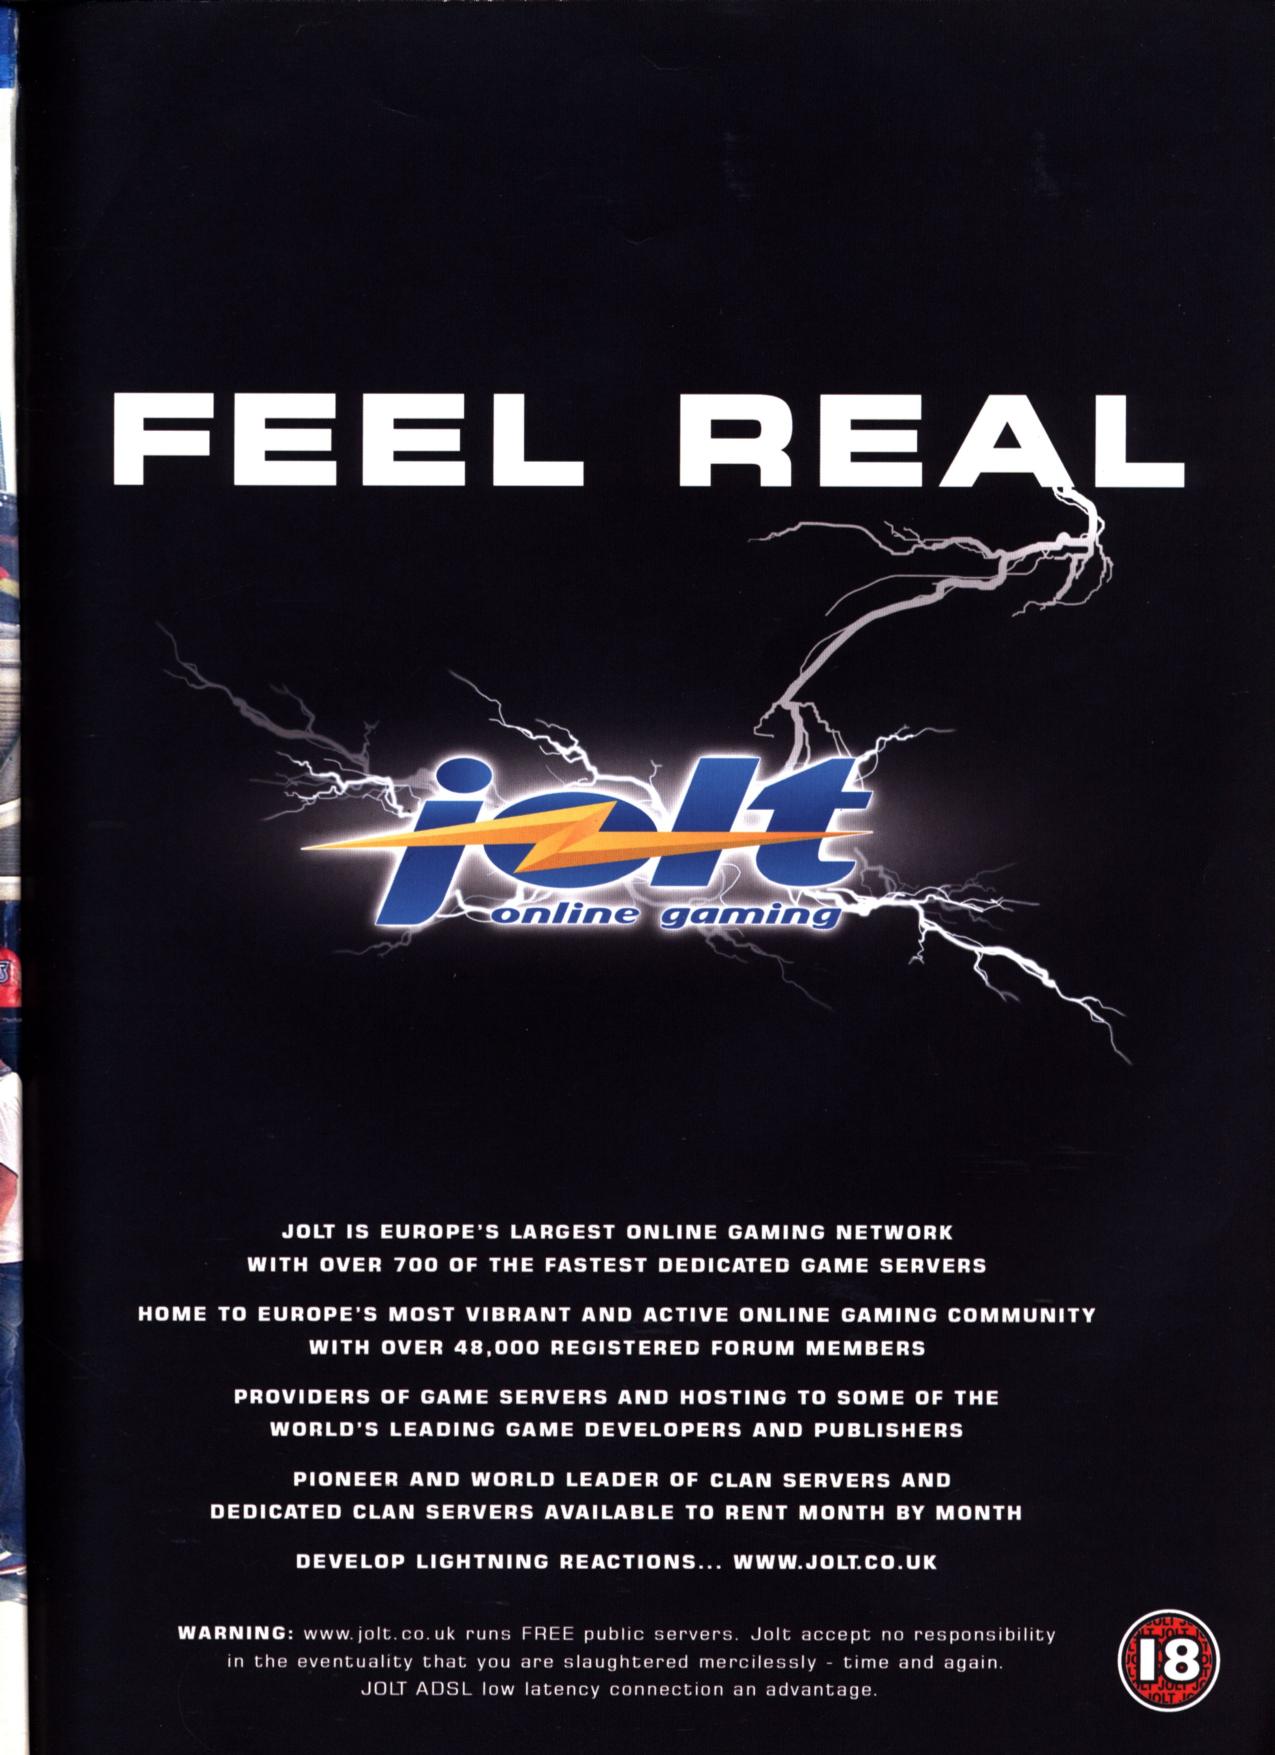 FEEL REAL
jolt
online gaming
JOLT IS EUROPE'S LARGEST ONLINE GAMING NETWORK
WITH OVER 700 OF THE FASTEST DEDICATED GAME SERVERS
HOME TO EUROPE'S MOST VIBRANT AND ACTIVE ONLINE GAMING COMMUNITY
WITH OVER 48,000 REGISTERED FORUM MEMBERS
PROVIDERS OF GAME SERVERS AND HOSTING TO SOME OF THE
WORLD'S LEADING GAME DEVELOPERS AND PUBLISHERS
PIONEER AND WORLD LEADER OF CLAN SERVERS AND
DEDICATED CLAN SERVERS AVAILABLE TO RENT MONTH BY MONTH
DEVELOP LIGHTNING REACTIONS... WWW.JOLT.CO.UK
WARNING: www.jolt.co.uk runs FREE public servers. Jolt accept no responsibility
in the eventuality that you are slaughtered mercilessly - time and again.
JOLT ADSL low latency connection an advantage.
18